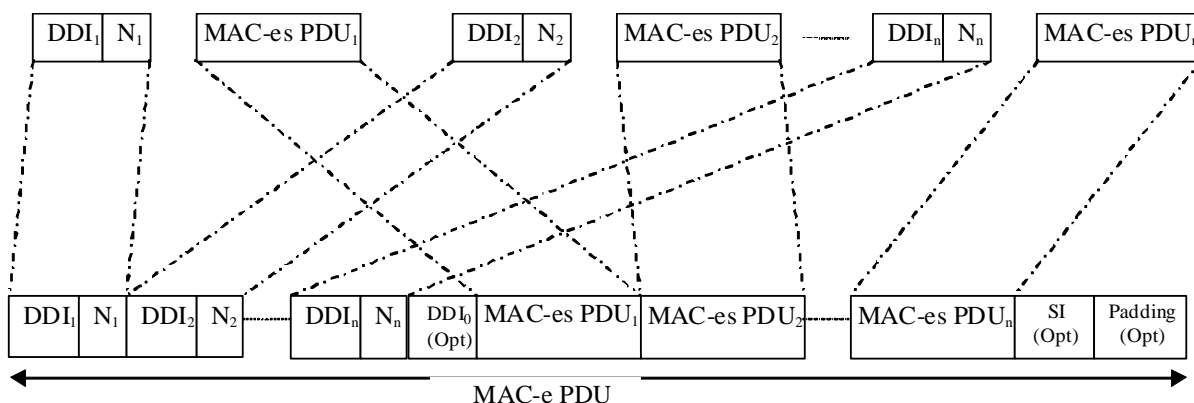 DDI₁ N₁ MAC-es PDU₁ DDI₂ N₂ MAC-es PDU₂ DDIₙ Nₙ MAC-es PDUₙ
DDI₁ N₁ DDI₂ N₂ DDIₙ Nₙ DDI₀ (Opt) MAC-es PDU₁ MAC-es PDU₂ MAC-es PDUₙ SI (Opt) Padding (Opt)
MAC-e PDU